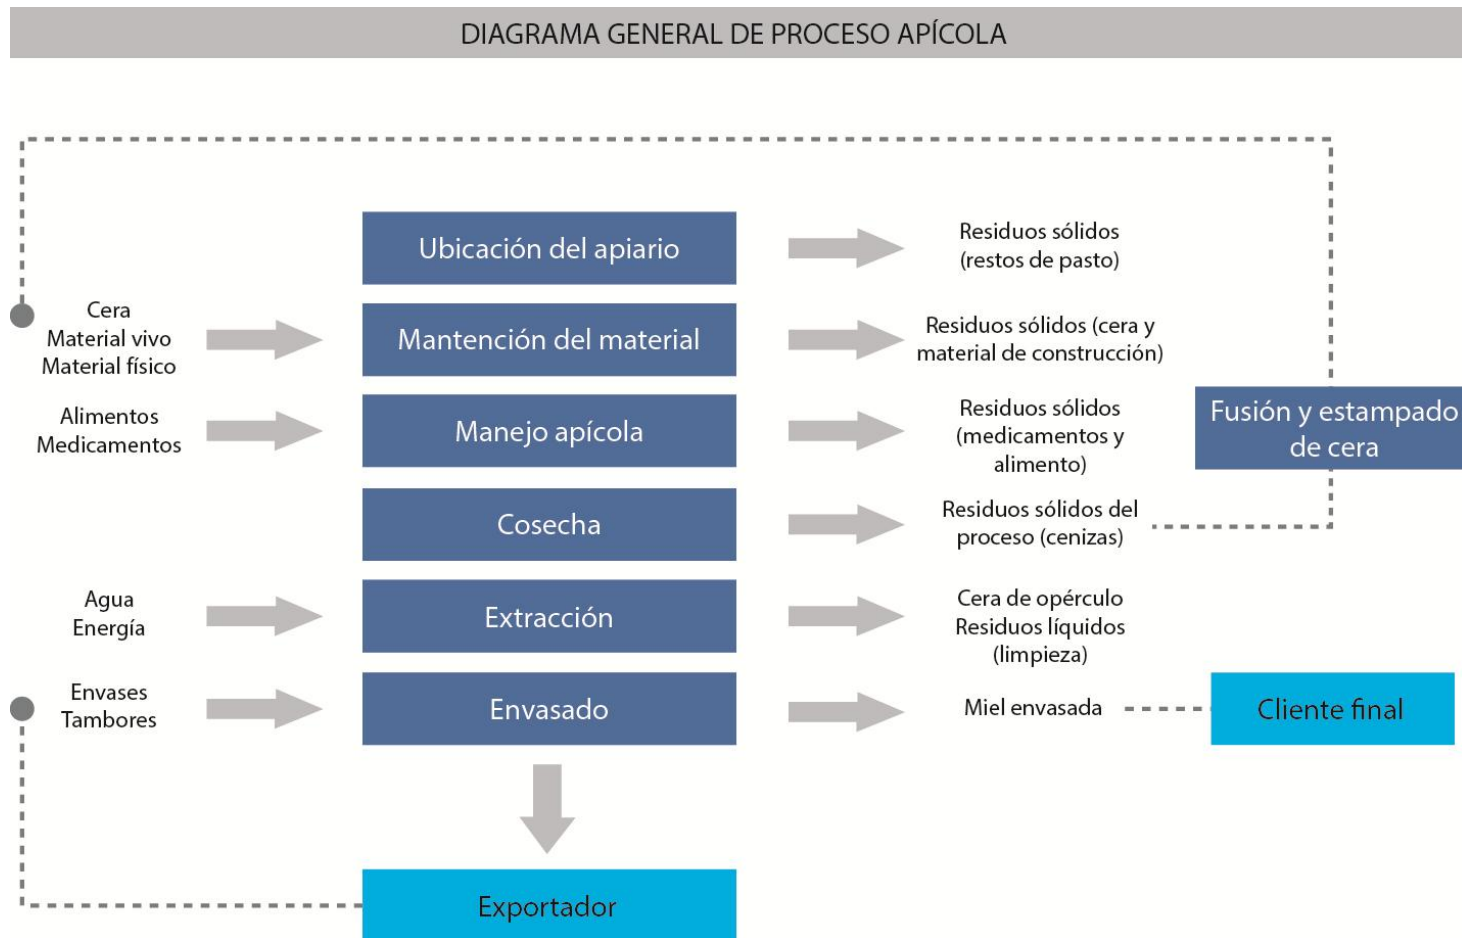 DIAGRAMA GENERAL DE PROCESO APÍCOLA
Ubicación del apiario
Residuos sólidos
(restos de pasto)
Cera
Material vivo
Material físico
Mantención del material
Residuos sólidos (cera y
material de construcción)
Alimentos
Medicamentos
Manejo apícola
Residuos sólidos
(medicamentos y
alimento)
Fusión y estampado
de cera
Cosecha
Residuos sólidos del
proceso (cenizas)
Agua
Energía
Extracción
Cera de opérculo
Residuos líquidos
(limpieza)
Envases
Tambores
Envasado
Miel envasada
Cliente final
Exportador